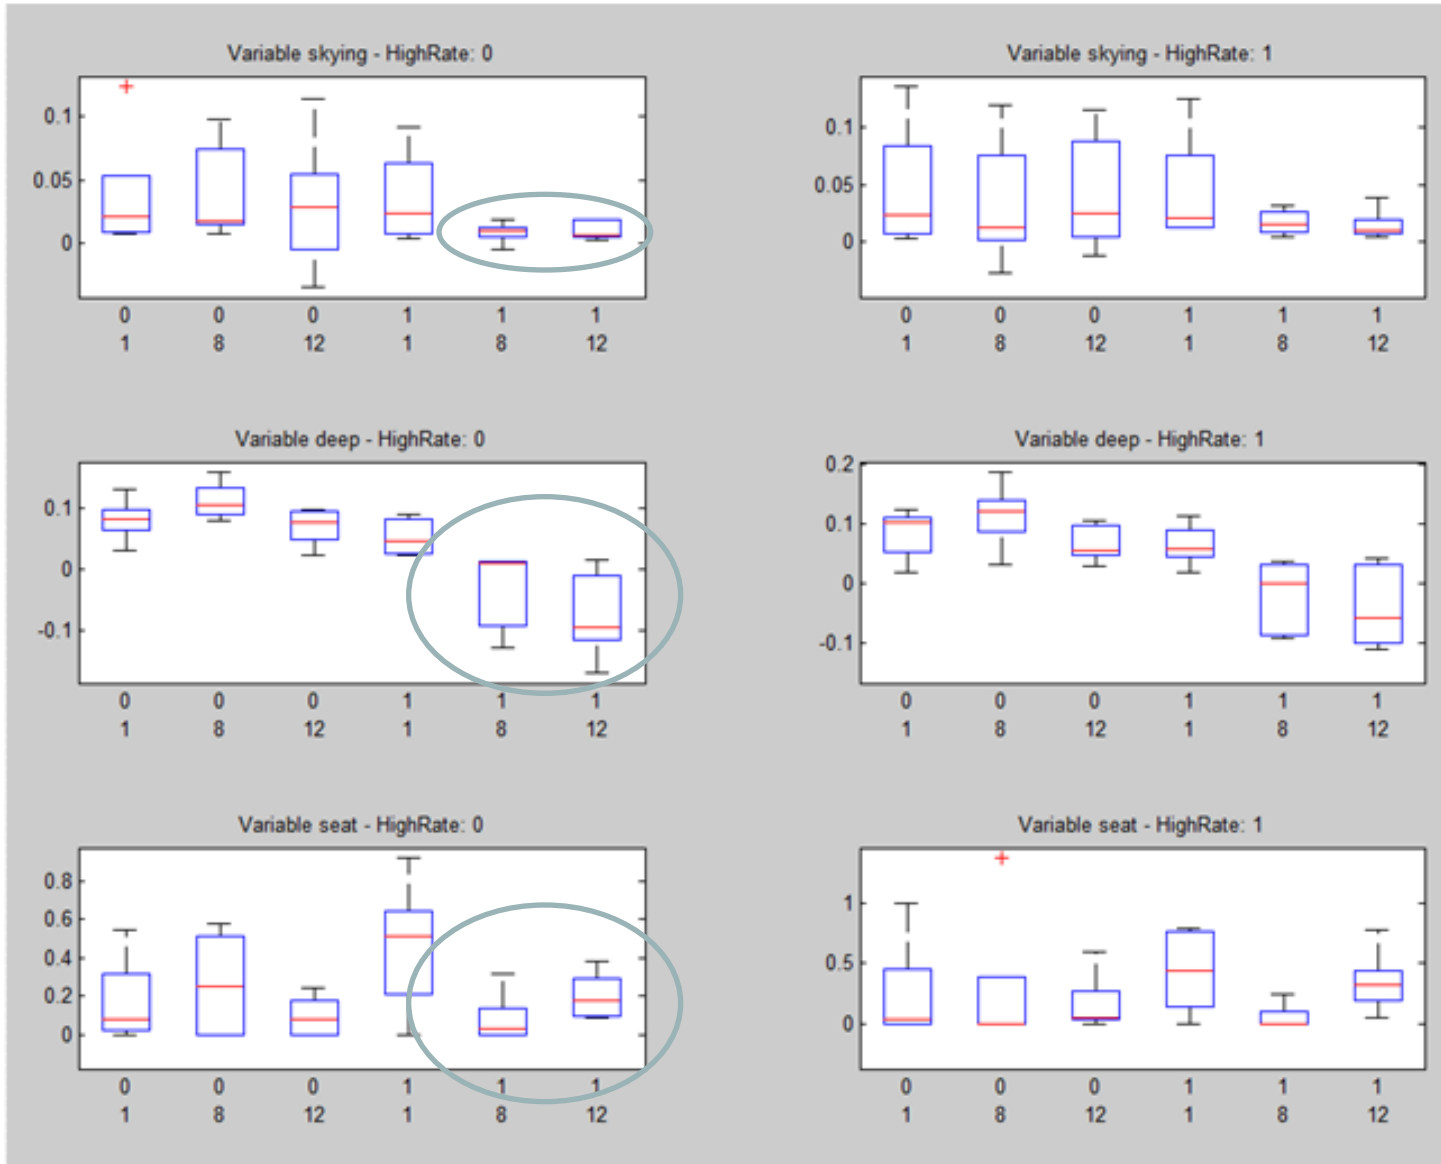 Variable skying - HighRate: 0
0.1
0.05
0
0 0 0 1 1 1
1 8 12 1 8 12
Variable skying - HighRate: 1
0.1
0.05
0
0 0 0 1 1 1
1 8 12 1 8 12
Variable deep - HighRate: 0
0.1
0
-0.1
0 0 0 1 1 1
1 8 12 1 8 12
Variable deep - HighRate: 1
0.2
0.1
0
-0.1
0 0 0 1 1 1
1 8 12 1 8 12
Variable seat - HighRate: 0
0.8
0.6
0.4
0.2
0
0 0 0 1 1 1
1 8 12 1 8 12
Variable seat - HighRate: 1
1
0.5
0
0 0 0 1 1 1
1 8 12 1 8 12